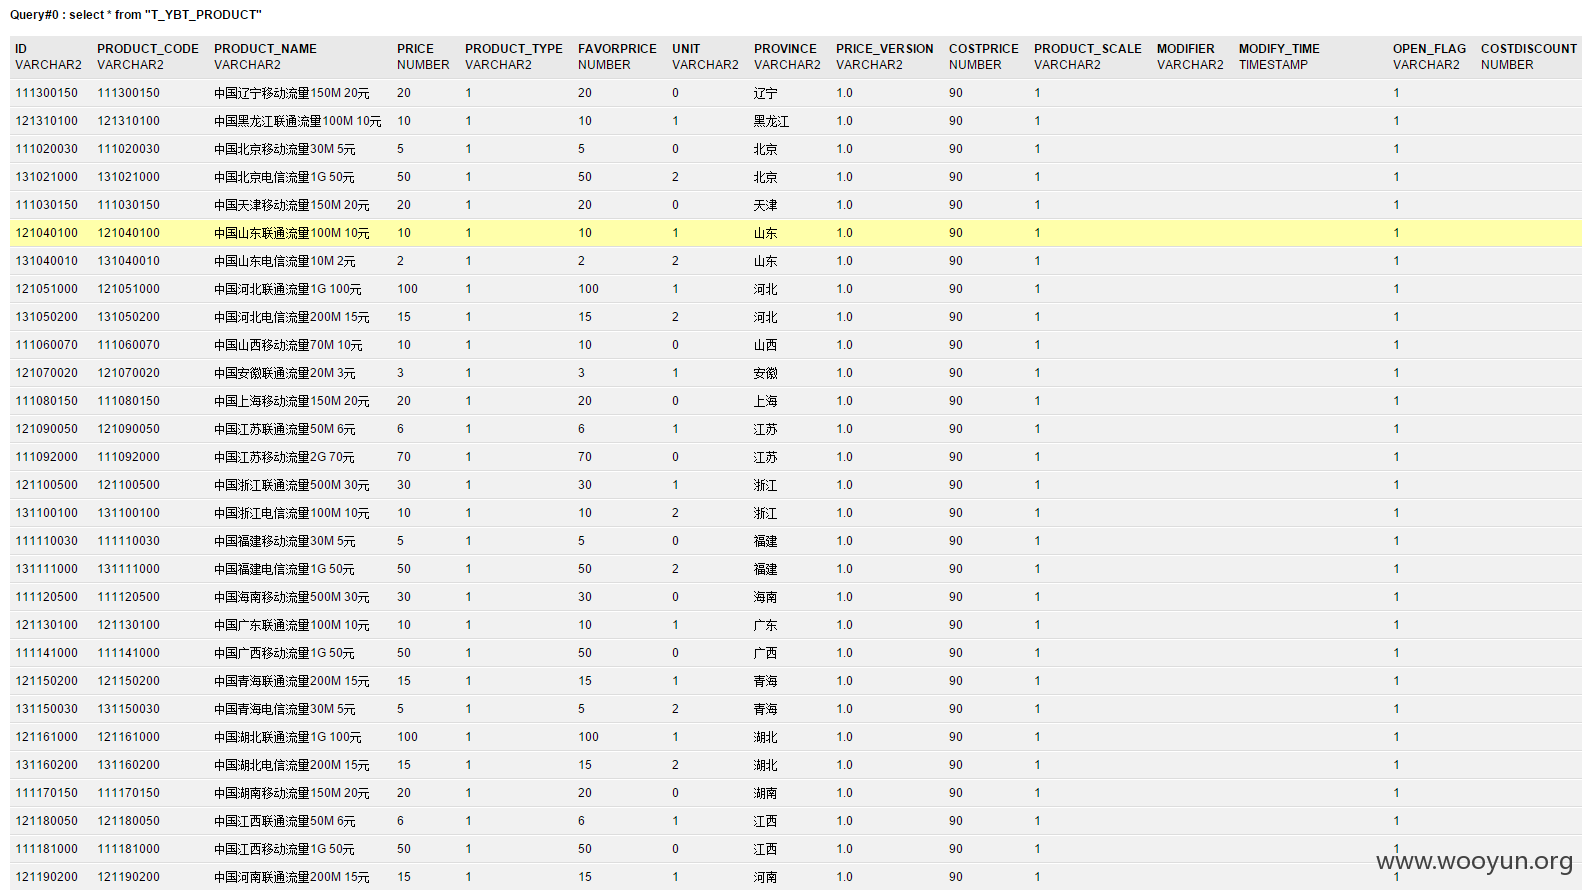 Query#0 : select * from "T_YBT_PRODUCT"
ID PRODUCT_CODE PRODUCT_NAME PRICE PRODUCT_TYPE FAVORPRICE UNIT PROVINCE PRICE_VERSION COSTPRICE PRODUCT_SCALE MODIFIER MODIFY_TIME OPEN_FLAG COSTDISCOUNT
VARCHAR2 VARCHAR2 VARCHAR2 NUMBER VARCHAR2 NUMBER VARCHAR2 VARCHAR2 VARCHAR2 NUMBER VARCHAR2 VARCHAR2 TIMESTAMP VARCHAR2 NUMBER
111300150 111300150 中国辽宁移动流量150M 20元 20 1 20 0 辽宁 1.0 90 1 1
121310100 121310100 中国黑龙江联通流量100M 10元 10 1 10 1 黑龙江 1.0 90 1 1
111020030 111020030 中国北京移动流量30M 5元 5 1 5 0 北京 1.0 90 1 1
131021000 131021000 中国北京电信流量1G 50元 50 1 50 2 北京 1.0 90 1 1
111030150 111030150 中国天津移动流量150M 20元 20 1 20 0 天津 1.0 90 1 1
121040100 121040100 中国山东联通流量100M 10元 10 1 10 1 山东 1.0 90 1 1
131040010 131040010 中国山东电信流量10M 2元 2 1 2 2 山东 1.0 90 1 1
121051000 121051000 中国河北联通流量1G 100元 100 1 100 1 河北 1.0 90 1 1
131050200 131050200 中国河北电信流量200M 15元 15 1 15 2 河北 1.0 90 1 1
111060070 111060070 中国山西移动流量70M 10元 10 1 10 0 山西 1.0 90 1 1
121070020 121070020 中国安徽联通流量20M 3元 3 1 3 1 安徽 1.0 90 1 1
111080150 111080150 中国上海移动流量150M 20元 20 1 20 0 上海 1.0 90 1 1
121090050 121090050 中国江苏联通流量50M 6元 6 1 6 1 江苏 1.0 90 1 1
111092000 111092000 中国江苏移动流量2G 70元 70 1 70 0 江苏 1.0 90 1 1
121100500 121100500 中国浙江联通流量500M 30元 30 1 30 1 浙江 1.0 90 1 1
131100100 131100100 中国浙江电信流量100M 10元 10 1 10 2 浙江 1.0 90 1 1
111110030 111110030 中国福建移动流量30M 5元 5 1 5 0 福建 1.0 90 1 1
131111000 131111000 中国福建电信流量1G 50元 50 1 50 2 福建 1.0 90 1 1
111120500 111120500 中国海南移动流量500M 30元 30 1 30 0 海南 1.0 90 1 1
121130100 121130100 中国广东联通流量100M 10元 10 1 10 1 广东 1.0 90 1 1
111141000 111141000 中国广西移动流量1G 50元 50 1 50 0 广西 1.0 90 1 1
121150200 121150200 中国青海联通流量200M 15元 15 1 15 1 青海 1.0 90 1 1
131150030 131150030 中国青海电信流量30M 5元 5 1 5 2 青海 1.0 90 1 1
121161000 121161000 中国湖北联通流量1G 100元 100 1 100 1 湖北 1.0 90 1 1
131160200 131160200 中国湖北电信流量200M 15元 15 1 15 2 湖北 1.0 90 1 1
111170150 111170150 中国湖南移动流量150M 20元 20 1 20 0 湖南 1.0 90 1 1
121180050 121180050 中国江西联通流量50M 6元 6 1 6 1 江西 1.0 90 1 1
111181000 111181000 中国江西移动流量1G 50元 50 1 50 0 江西 1.0 90 1 1
www.wooyun.org
121190200 121190200 中国河南联通流量200M 15元 15 1 15 1 河南 1.0 90 1 1